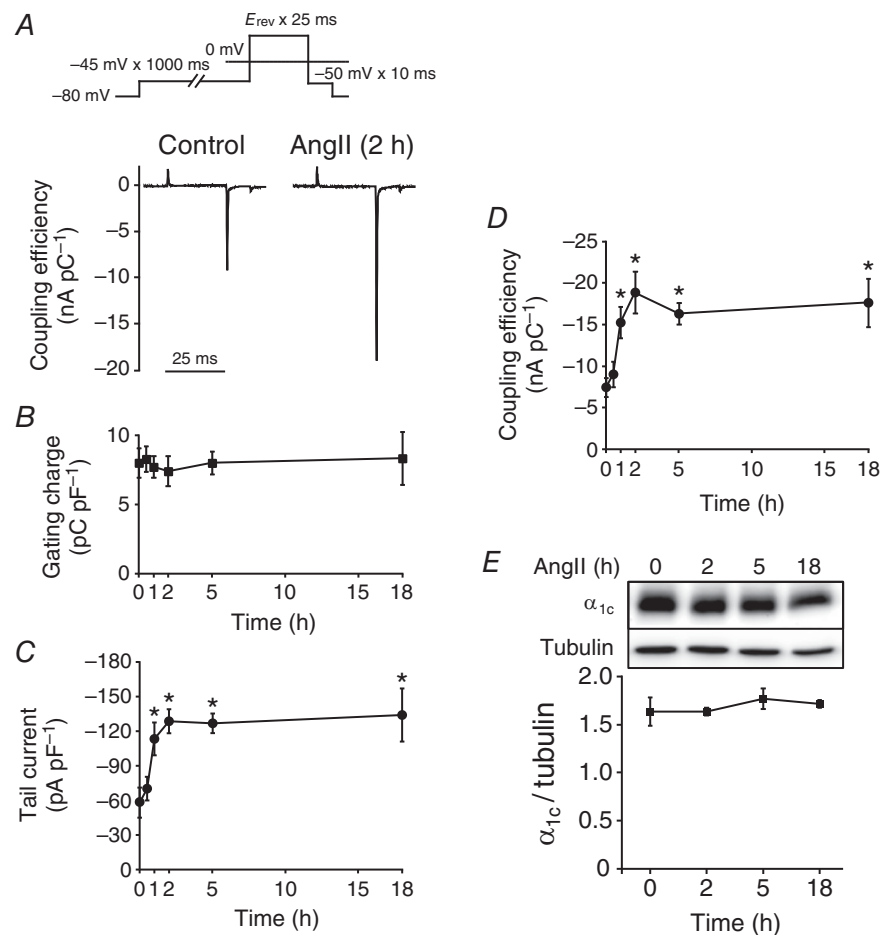 A
E_rev x 25 ms
0 mV
–45 mV x 1000 ms
–50 mV x 10 ms
–80 mV
Control
AngII (2 h)
0
–5
–10
–15
–20
Coupling efficiency
(nA pC⁻¹)
25 ms
B
10
5
0
Gating charge
(pC pF⁻¹)
0 1 2 5 10 15 18
Time (h)
C
–180
–150
–120
–90
–60
–30
0
Tail current
(pA pF⁻¹)
* * * *
0 1 2 5 10 15 18
Time (h)
D
–25
–20
–15
–10
–5
0
Coupling efficiency
(nA pC⁻¹)
* * * *
0 1 2 5 10 15 18
Time (h)
E
AngII (h) 0 2 5 18
α1c
Tubulin
2.0
1.5
1.0
0.5
0
α1c / tubulin
0 2 5 18
Time (h)